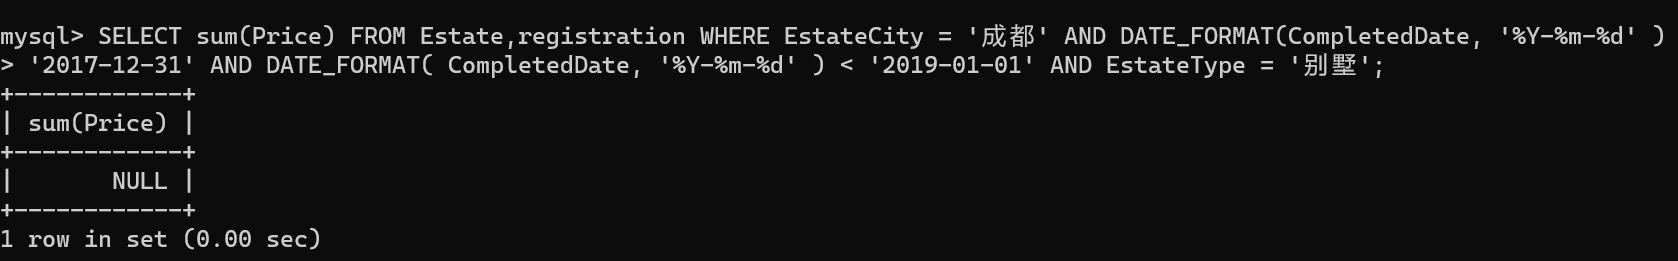 mysql> SELECT sum(Price) FROM Estate,registration WHERE EstateCity = '成都' AND DATE_FORMAT(CompletedDate, '%Y-%m-%d' )
> '2017-12-31' AND DATE_FORMAT( CompletedDate, '%Y-%m-%d' ) < '2019-01-01' AND EstateType = '别墅';
+------------+
| sum(Price) |
+------------+
|       NULL |
+------------+
1 row in set (0.00 sec)